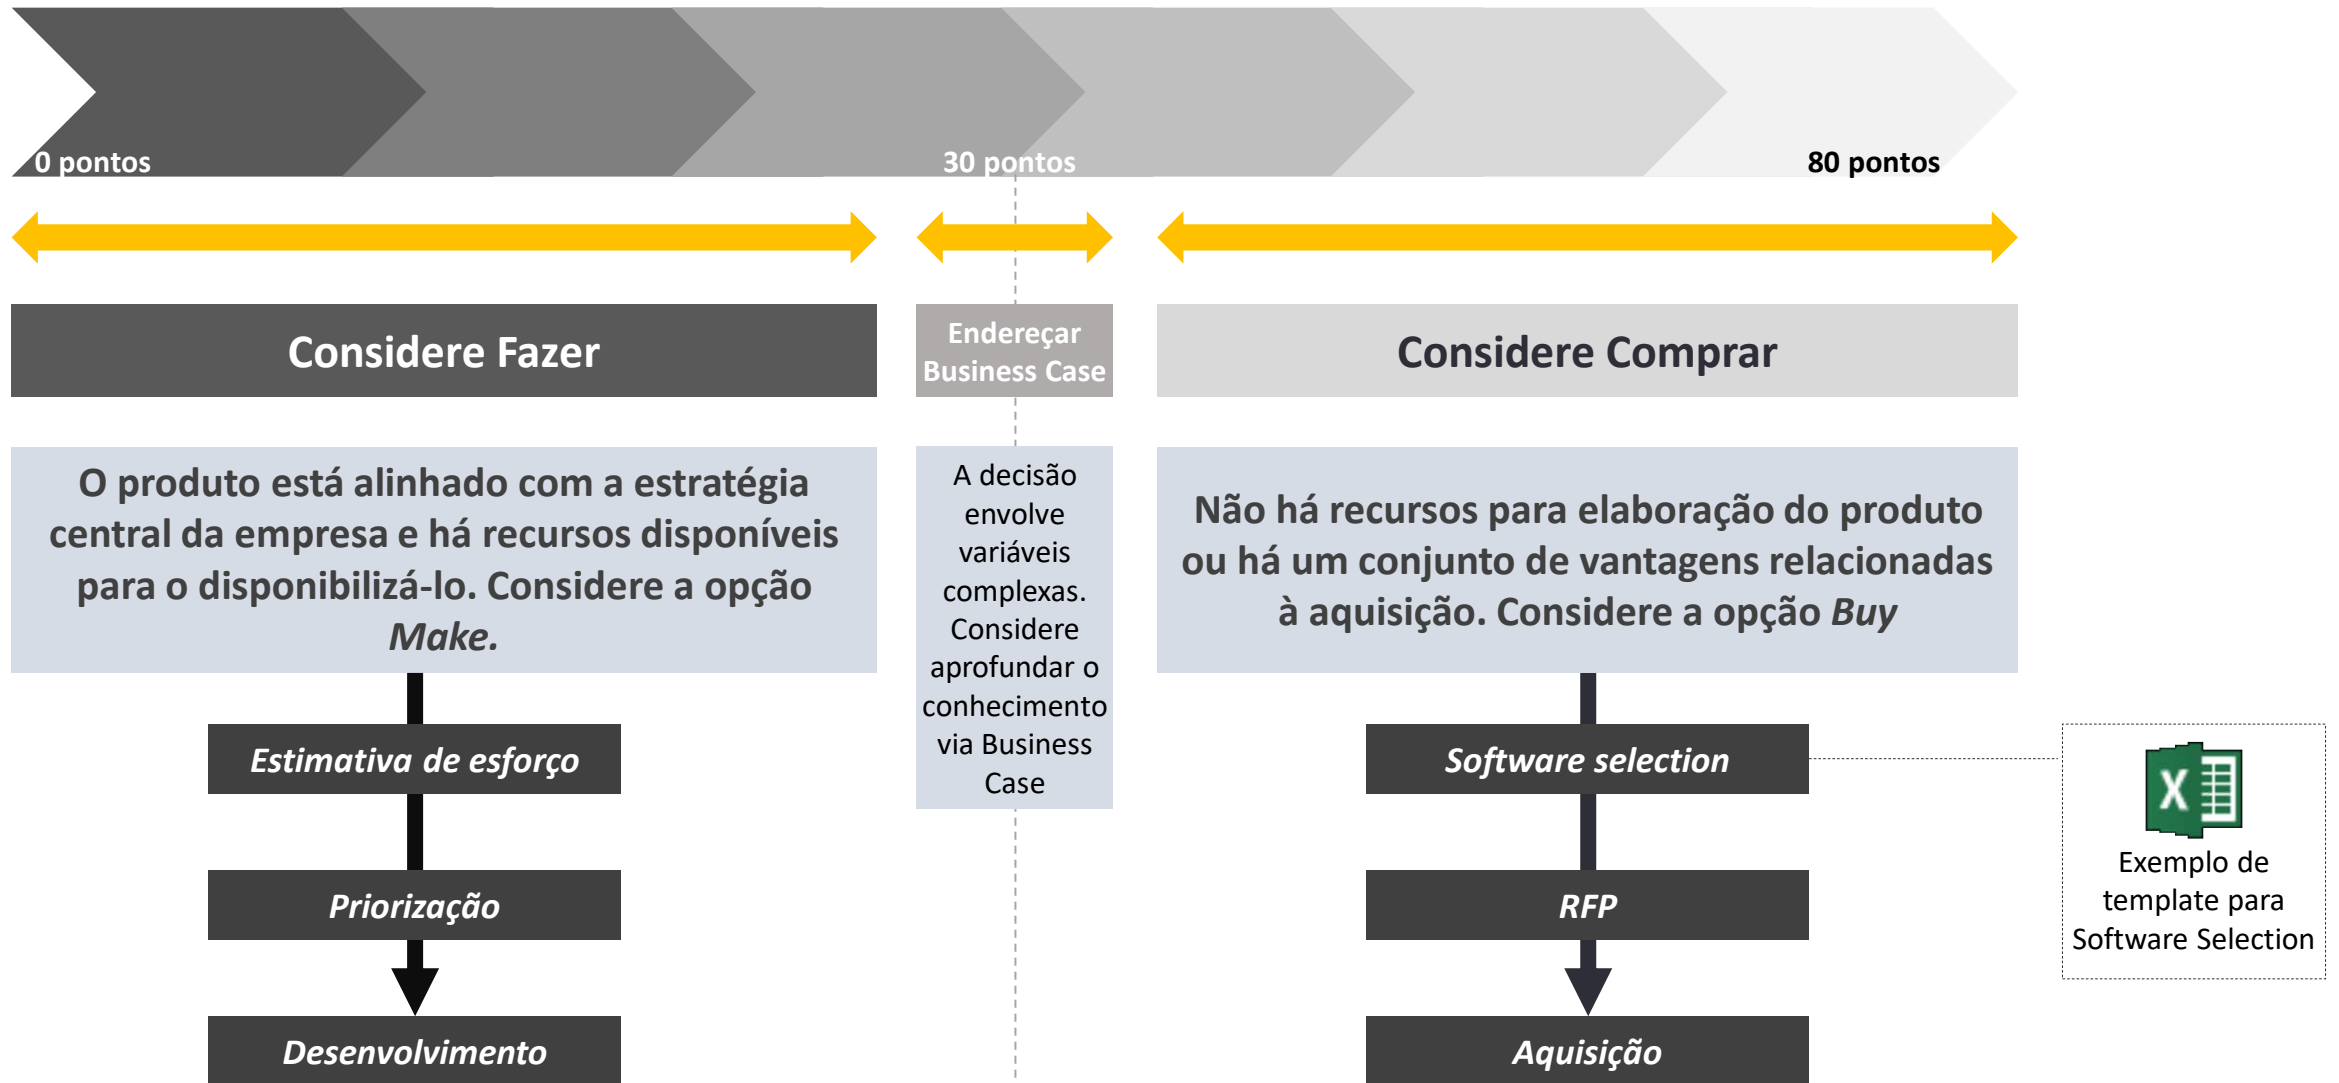 0 pontos
30 pontos
80 pontos
Considere Fazer
Endereçar
Business Case
Considere Comprar
O produto está alinhado com a estratégia
central da empresa e há recursos disponíveis
para o disponibilizá-lo. Considere a opção
Make.
A decisão
envolve
variáveis
complexas.
Considere
aprofundar o
conhecimento
via Business
Case
Não há recursos para elaboração do produto
ou há um conjunto de vantagens relacionadas
à aquisição. Considere a opção Buy
Estimativa de esforço
Priorização
Desenvolvimento
Software selection
RFP
Aquisição
X
Exemplo de
template para
Software Selection